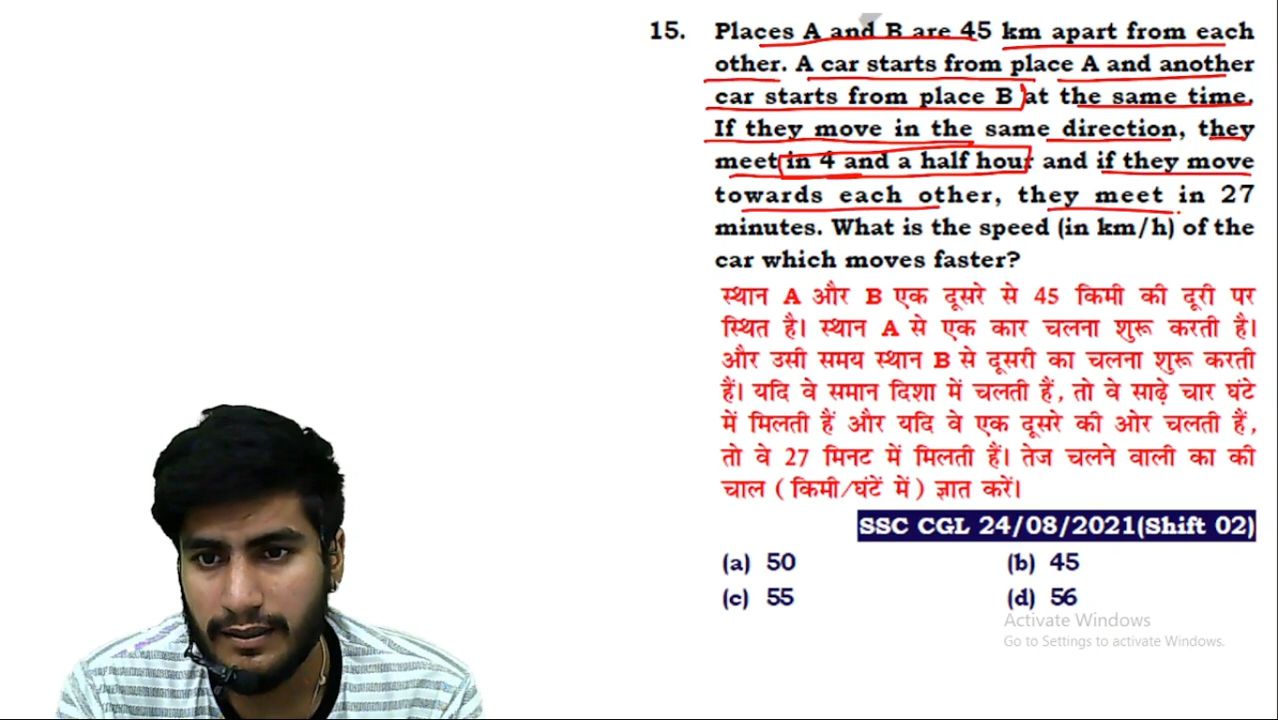 15. Places A and B are 45 km apart from each
other. A car starts from place A and another
car starts from place B at the same time.
If they move in the same direction, they
meet in 4 and a half hour and if they move
towards each other, they meet in 27
minutes. What is the speed (in km/h) of the
car which moves faster?
स्थान A और B एक दूसरे से 45 किमी की दूरी पर
स्थित है। स्थान A से एक कार चलना शुरू करती है।
और उसी समय स्थान B से दूसरी का चलना शुरू करती
हैं। यदि वे समान दिशा में चलती हैं, तो वे साढ़े चार घंटे
में मिलती हैं और यदि वे एक दूसरे की ओर चलती हैं,
तो वे 27 मिनट में मिलती हैं। तेज चलने वाली का की
चाल ( किमी/घंटें में ) ज्ञात करें।
SSC CGL 24/08/2021(Shift 02)
(a) 50 (b) 45
(c) 55 (d) 56
Activate Windows
Go to Settings to activate Windows.